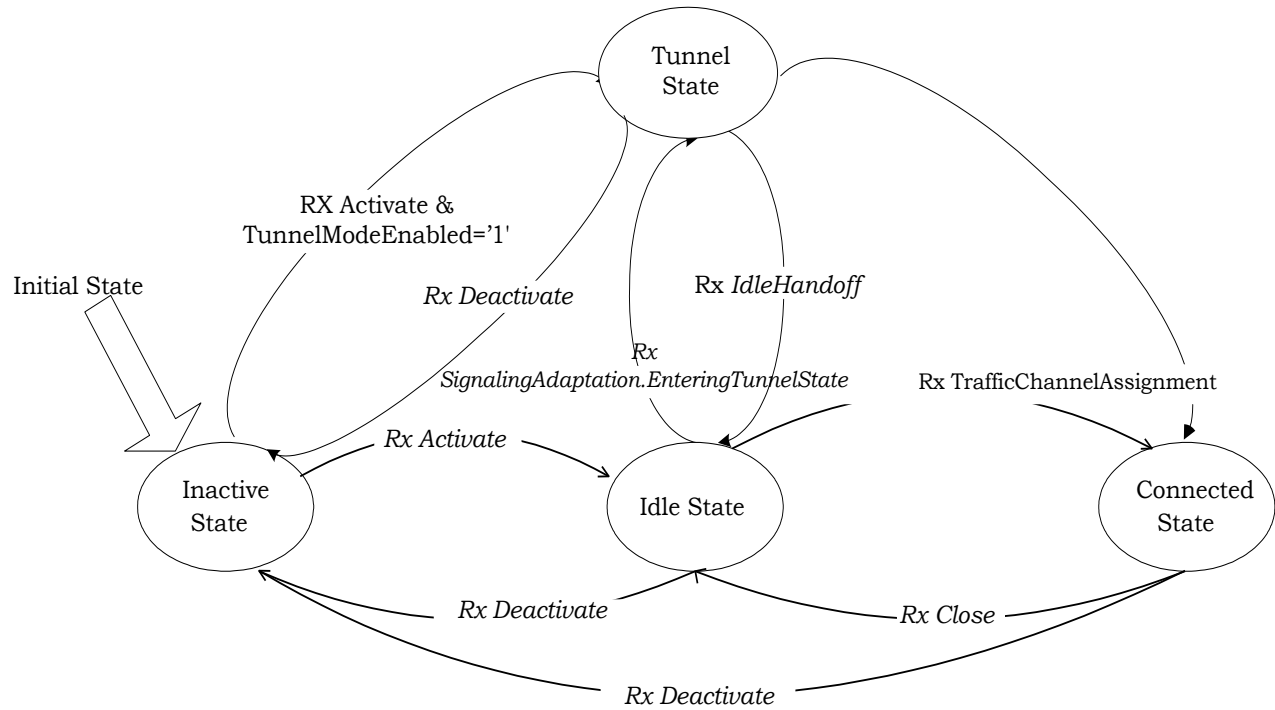 Tunnel
State
RX Activate &
TunnelModeEnabled='1'
Initial State
Rx Deactivate
Rx IdleHandoff
Rx
SignalingAdaptation.EnteringTunnelState
Rx TrafficChannelAssignment
Rx Activate
Inactive
State
Idle State
Connected
State
Rx Deactivate
Rx Close
Rx Deactivate